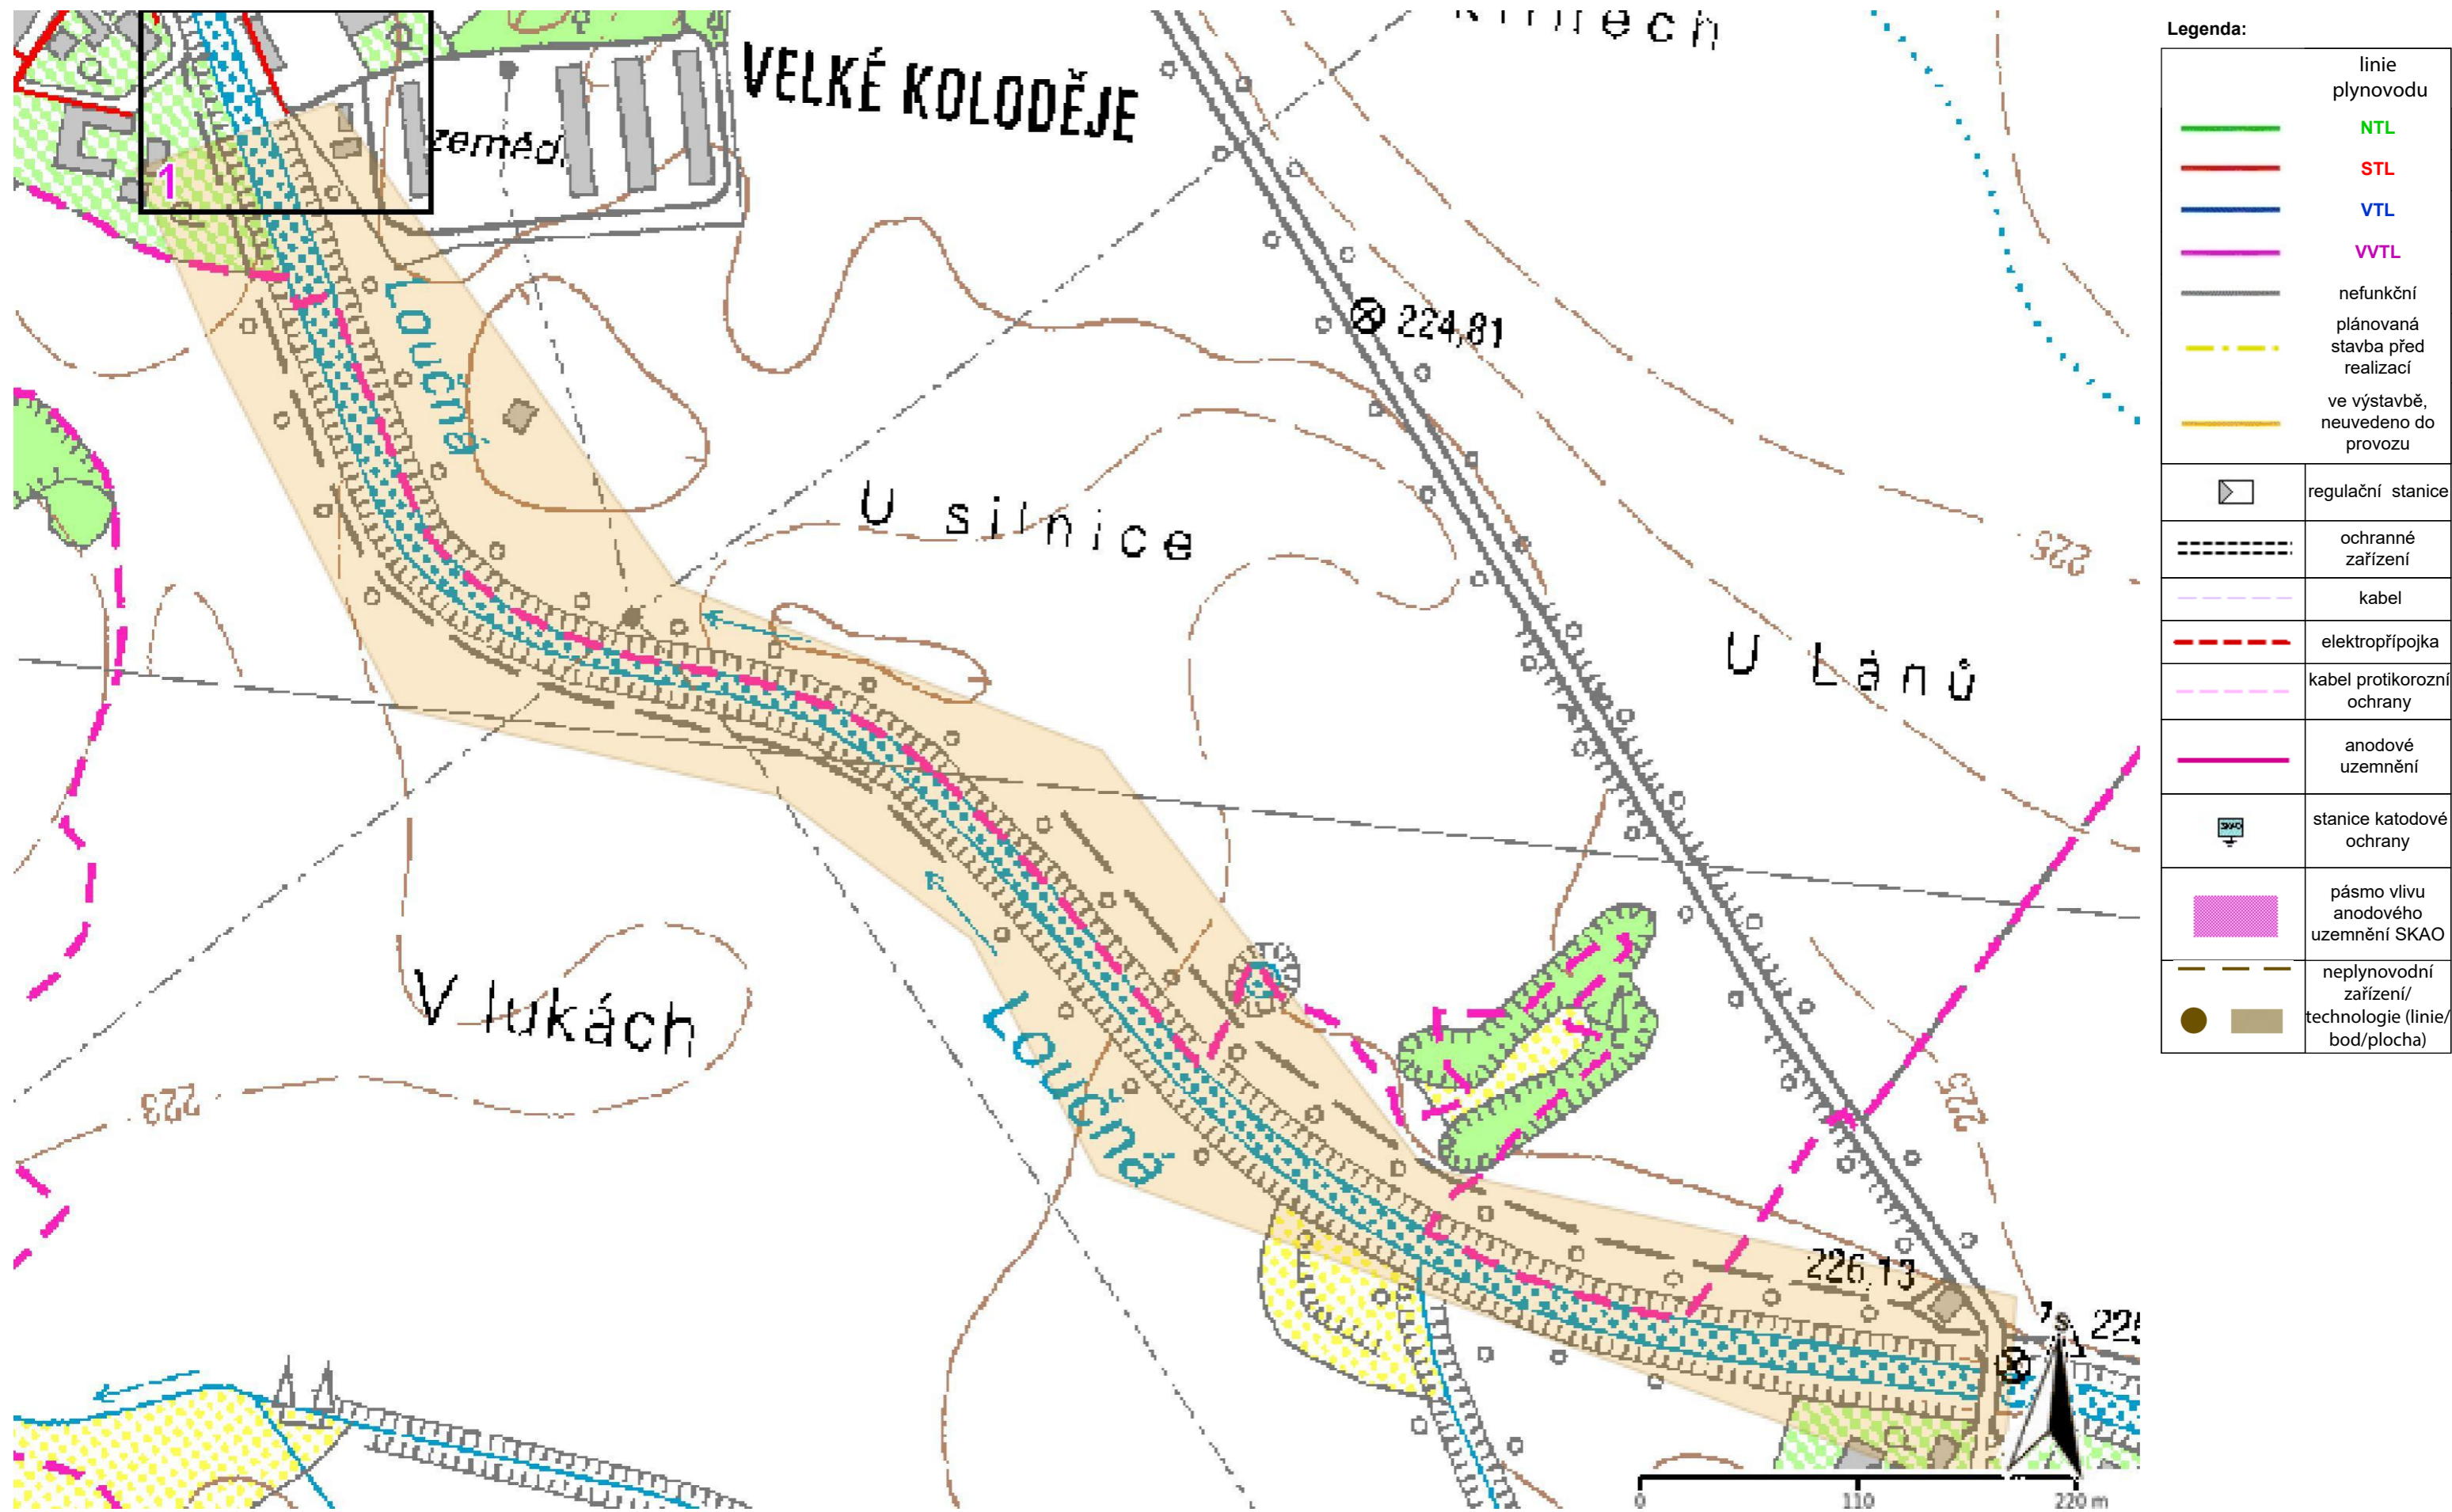 VELKÉ KOLODĚJE
zeměd.
1
Loučná
224,81
U silnice
225
U Lánů
V lukách
Loučná
223
225
226,13
S
0 110 220 m
Legenda:
linie
plynovodu
NTL
STL
VTL
VVTL
nefunkční
plánovaná
stavba před
realizací
ve výstavbě,
neuvedeno do
provozu
regulační stanice
ochranné
zařízení
kabel
elektropřípojka
kabel protikorozní
ochrany
anodové
uzemnění
SKAO
stanice katodové
ochrany
pásmo vlivu
anodového
uzemnění SKAO
neplynovodní
zařízení/
technologie (linie/
bod/plocha)